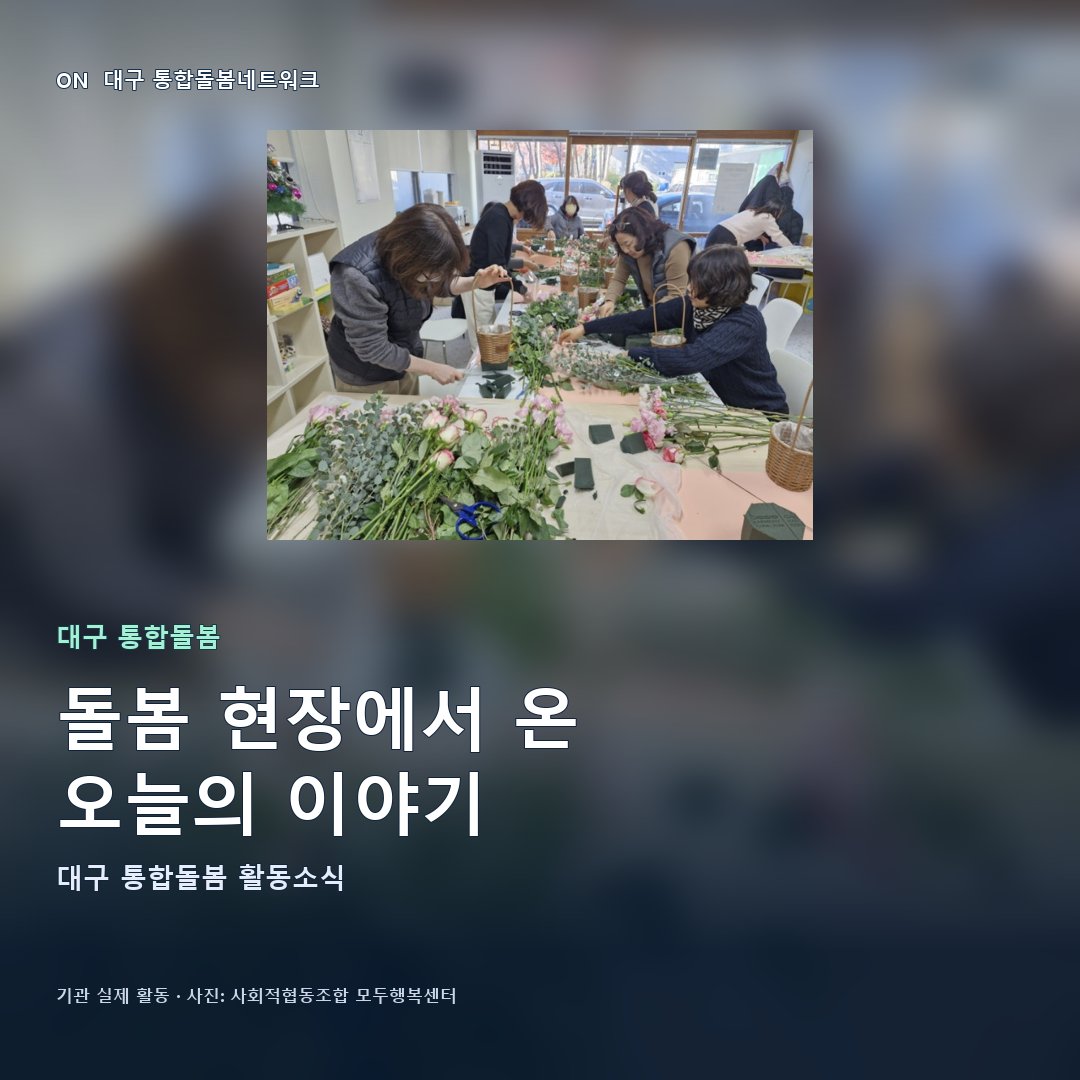 ON 대구 통합돌봄네트워크
대구 통합돌봄
돌봄 현장에서 온
오늘의 이야기
대구 통합돌봄 활동소식
기관 실제 활동 · 사진: 사회적협동조합 모두행복센터